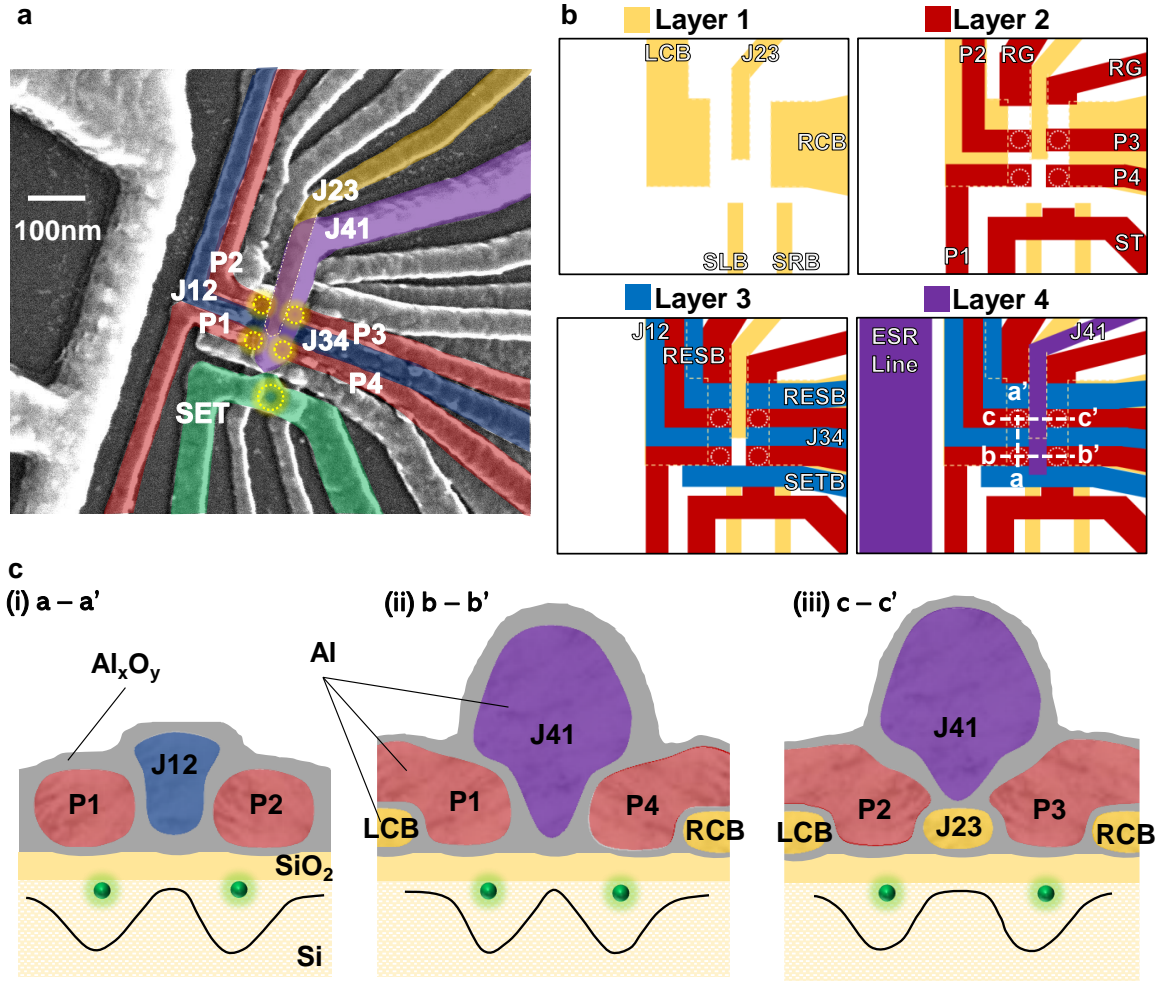 a
100nm
J23
J41
P2
J12
P1
J34
P3
P4
SET
b
Layer 1
LCB
J23
RCB
SLB
SRB
Layer 2
P2
RG
RG
P3
P4
P1
ST
Layer 3
J12
RESB
RESB
J34
SETB
Layer 4
ESR
Line
J41
a’
c
c’
b
b’
a
c
(i) a – a’
AlxOy
J12
P1
P2
SiO2
Si
(ii) b – b’
Al
J41
P1
P4
LCB
RCB
(iii) c – c’
J41
P2
P3
LCB
J23
RCB